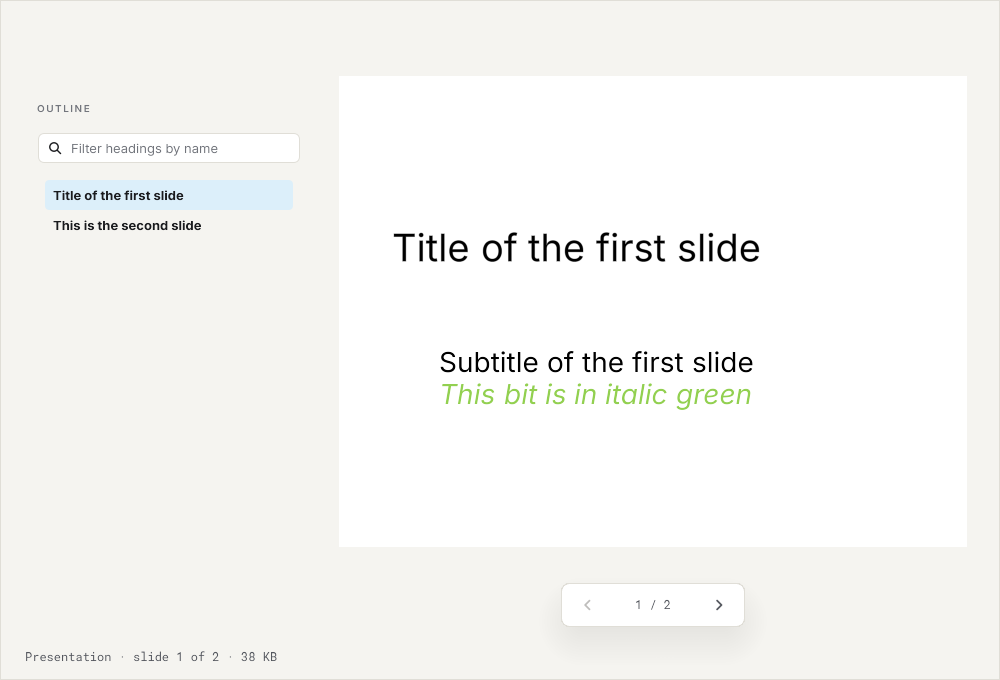 OUTLINE
Filter headings by name
Title of the first slide
This is the second slide
Title of the first slide
Subtitle of the first slide
This bit is in italic green
1 / 2
Presentation · slide 1 of 2 · 38 KB